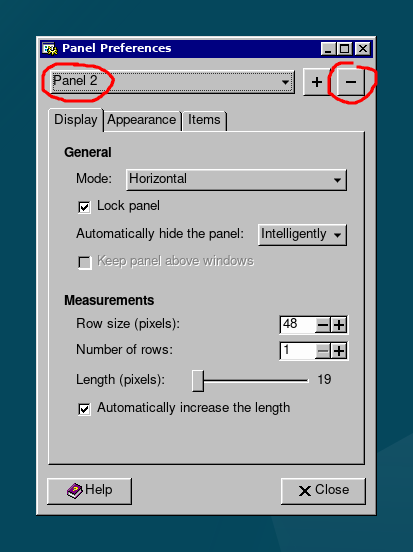 Panel Preferences
Panel 2
Display Appearance Items
General
Mode: Horizontal
Lock panel
Automatically hide the panel: Intelligently
Keep panel above windows
Measurements
Row size (pixels): 48
Number of rows: 1
Length (pixels): 19
Automatically increase the length
Help Close